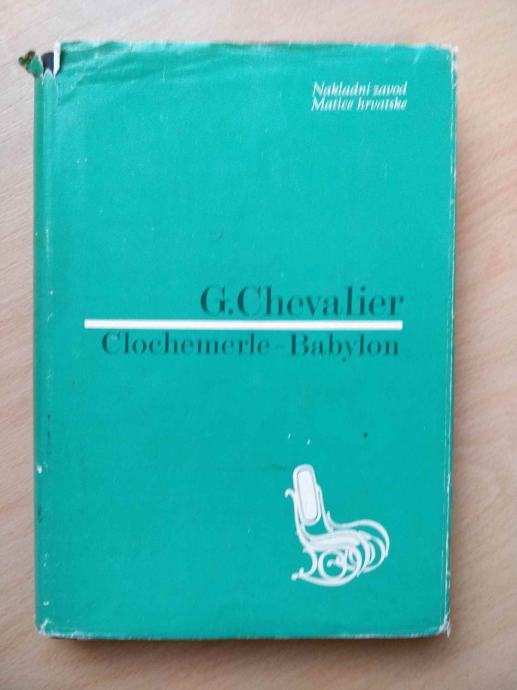 Nakladni zavod
Matice hrvatske
G.Chevalier
Clochemerle-Babylon